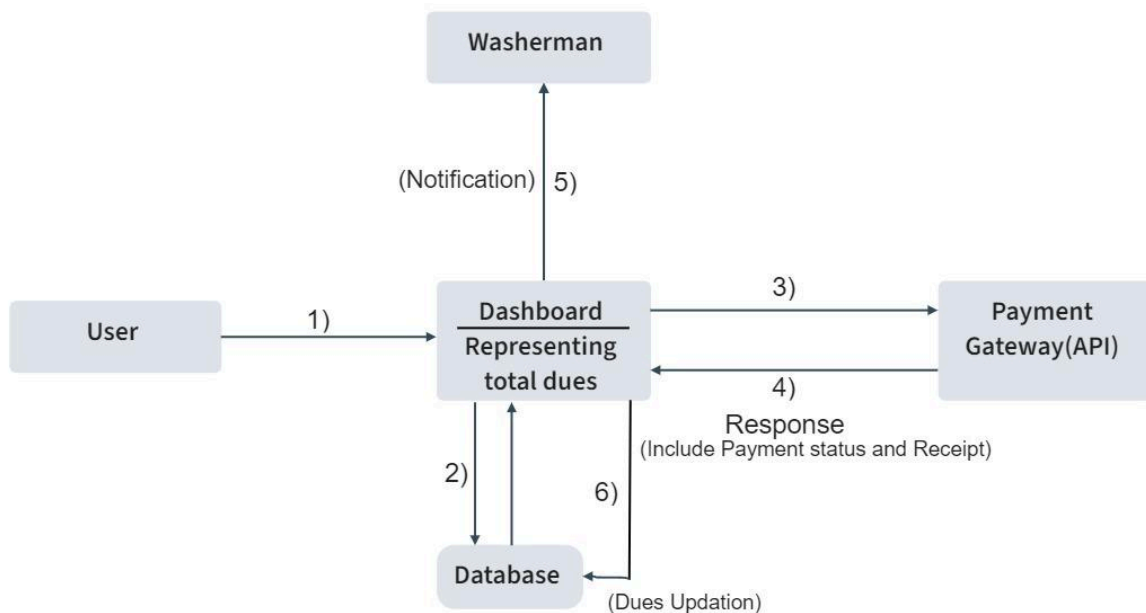 Washerman
(Notification) 5)
User
1)
Dashboard
Representing
total dues
3)
Payment
Gateway(API)
4)
Response
(Include Payment status and Receipt)
2)
6)
Database
(Dues Updation)